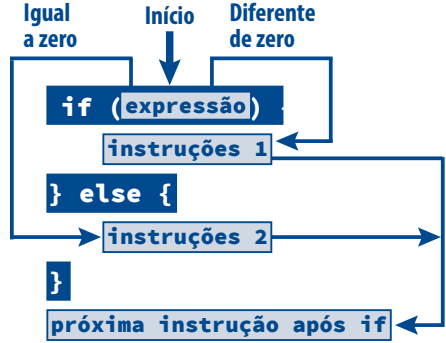 Igual
a zero
Início
Diferente
de zero
if (expressão) {
instruções 1
} else {
instruções 2
}
próxima instrução após if